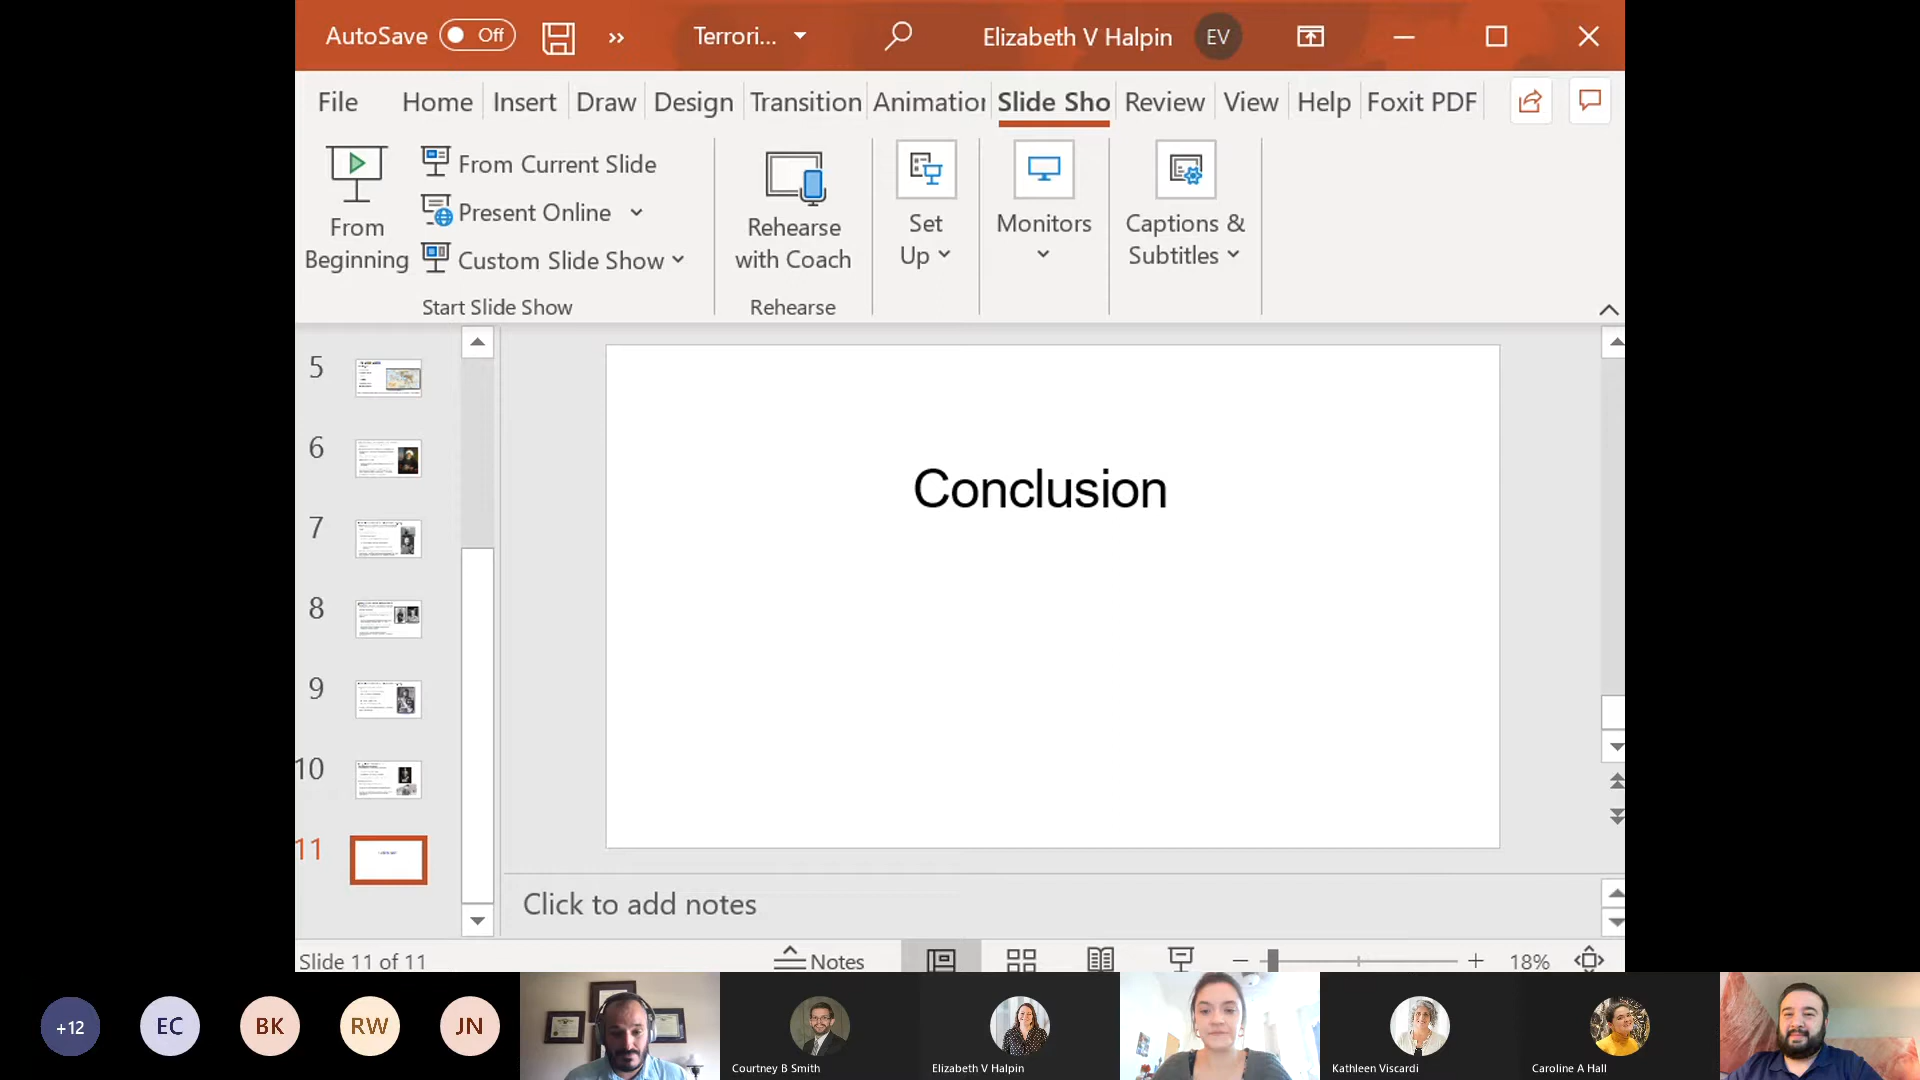 AutoSave Off Terrori... Elizabeth V Halpin EV
File Home Insert Draw Design Transition Animation Slide Sho Review View Help Foxit PDF
From Beginning
From Current Slide
Present Online
Custom Slide Show
Start Slide Show
Rehearse with Coach
Rehearse
Set Up
Monitors
Captions & Subtitles
5
6
7
8
9
10
11
Conclusion
Click to add notes
Slide 11 of 11 Notes 18%
+12 EC BK RW JN
Courtney B Smith
Elizabeth V Halpin
Kathleen Viscardi
Caroline A Hall